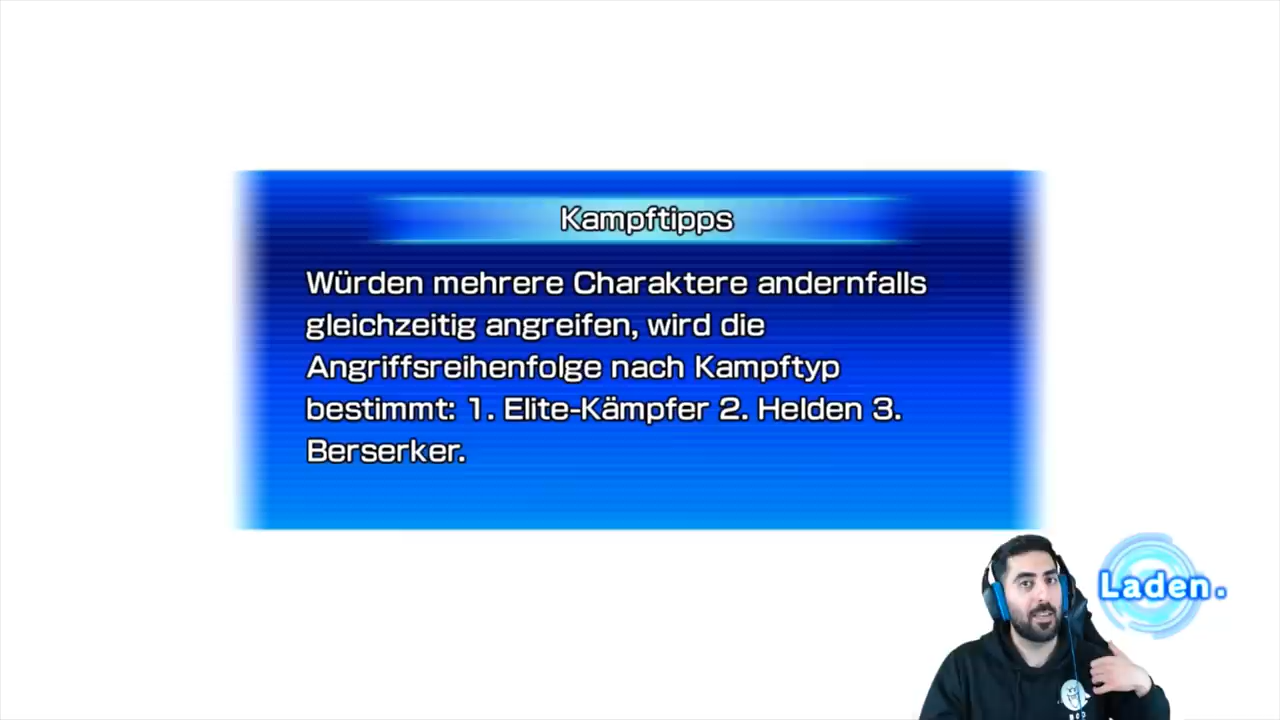 Kampftipps
Würden mehrere Charaktere andernfalls
gleichzeitig angreifen, wird die
Angriffsreihenfolge nach Kampftyp
bestimmt: 1. Elite-Kämpfer 2. Helden 3.
Berserker.
Laden.